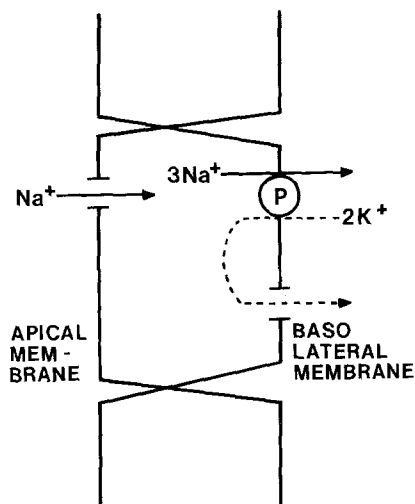 3Na+
P
Na+
2K+
APICAL
MEM-
BRANE
BASO
LATERAL
MEMBRANE